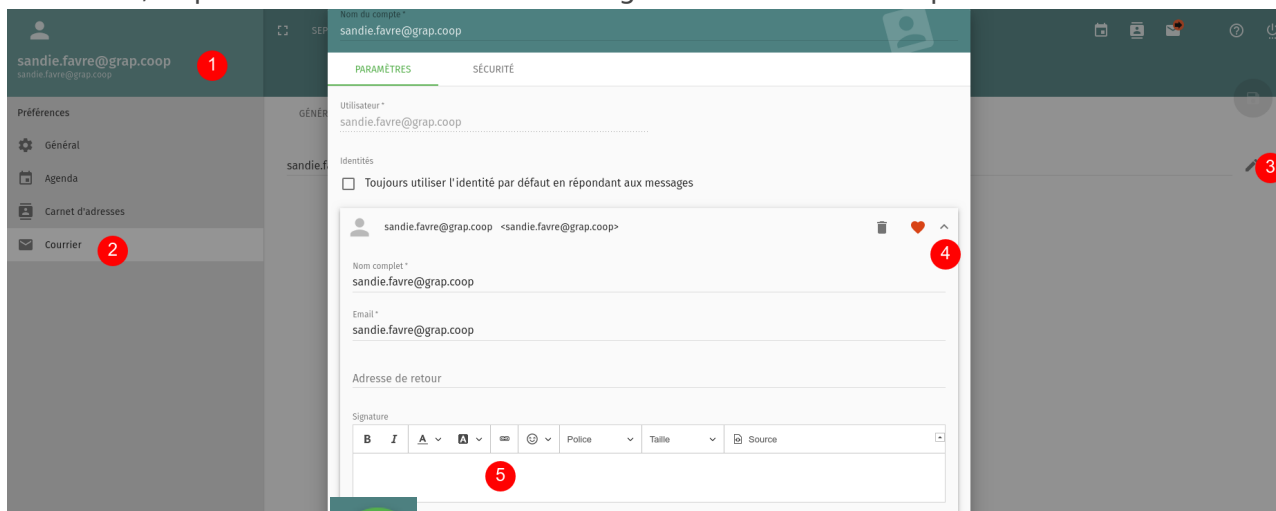 Nom du compte *
sandie.favre@grap.coop
sandie.favre@grap.coop
sandie.favre@grap.coop
1
PARAMÈTRES
SÉCURITÉ
Préférences
Général
Agenda
Carnet d'adresses
Courrier
2
Utilisateur *
sandie.favre@grap.coop
3
Identités
Toujours utiliser l'identité par défaut en répondant aux messages
sandie.favre@grap.coop <sandie.favre@grap.coop>
4
Nom complet *
sandie.favre@grap.coop
Email *
sandie.favre@grap.coop
Adresse de retour
Signature
B I A A Police Taille Source
5